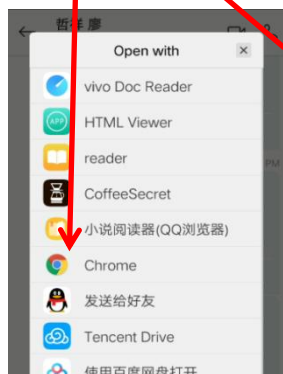 哲祥 廖
Open with
vivo Doc Reader
HTML Viewer
APP
reader
PM
CoffeeSecret
小说阅读器(QQ浏览器)
Chrome
发送给好友
Tencent Drive
使用百度网盘打开